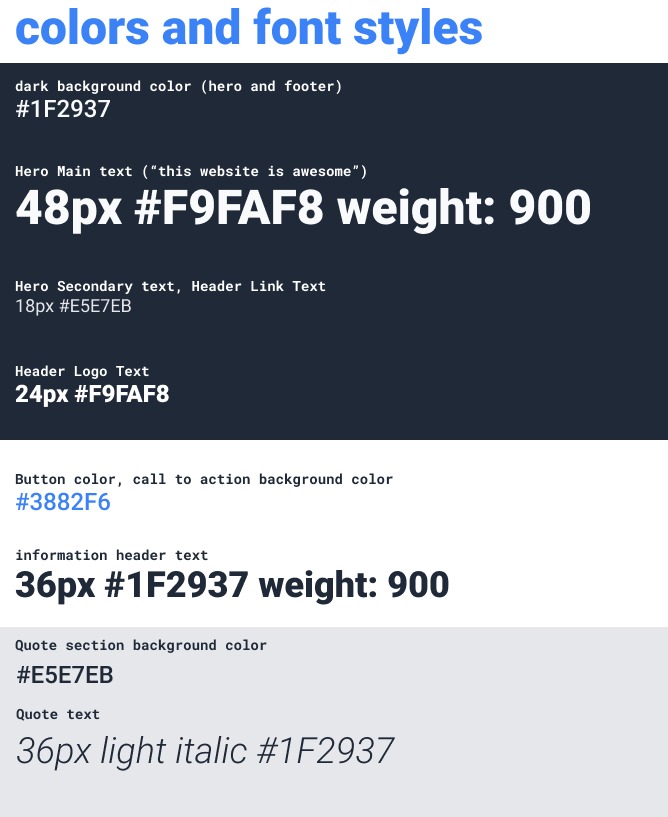 colors and font styles
dark background color (hero and footer)
#1F2937
Hero Main text (“this website is awesome”)
48px #F9FAF8 weight: 900
Hero Secondary text, Header Link Text
18px #E5E7EB
Header Logo Text
24px #F9FAF8
Button color, call to action background color
#3882F6
information header text
36px #1F2937 weight: 900
Quote section background color
#E5E7EB
Quote text
36px light italic #1F2937